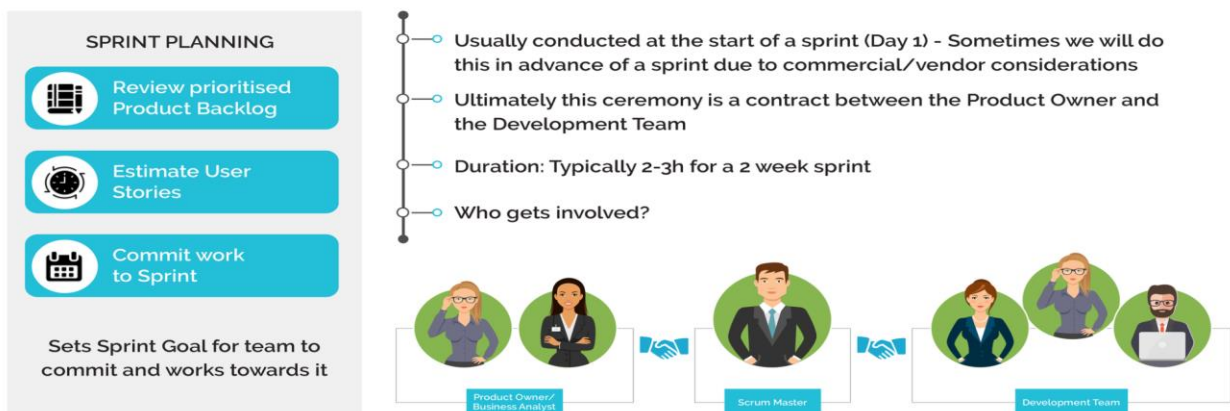 SPRINT PLANNING
Review prioritised
Product Backlog
Estimate User
Stories
Commit work
to Sprint
Sets Sprint Goal for team to
commit and works towards it
Usually conducted at the start of a sprint (Day 1) - Sometimes we will do
this in advance of a sprint due to commercial/vendor considerations
Ultimately this ceremony is a contract between the Product Owner and
the Development Team
Duration: Typically 2-3h for a 2 week sprint
Who gets involved?
Product Owner/
Business Analyst
Scrum Master
Development Team